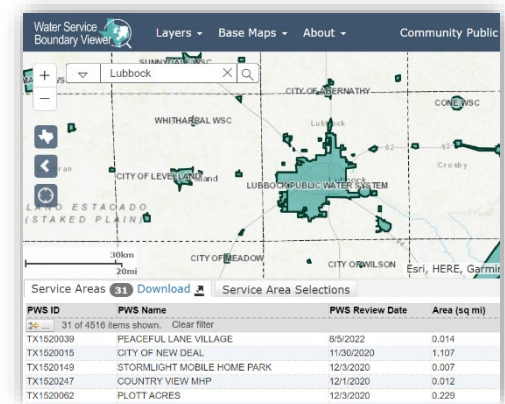 Water Service
Boundary Viewer
Layers
Base Maps
About
Community Public
Lubbock
CITY OF ABERNATHY
CONE WSC
WHITHARRAL WSC
Lubbock
Crosby
CITY OF LEVELLAND
LUBBOCK PUBLIC WATER SYSTEM
LLANO ESTACADO
(STAKED PLAIN)
30km
20mi
CITY OF MEADOW
CITY OF WILSON
Esri, HERE, Garmin
Service Areas 31 Download
Service Area Selections
PWS ID PWS Name PWS Review Date Area (sq mi)
31 of 4516 items shown. Clear filter
TX1520039 PEACEFUL LANE VILLAGE 8/5/2022 0.014
TX1520015 CITY OF NEW DEAL 11/30/2020 1.107
TX1520149 STORMLIGHT MOBILE HOME PARK 12/3/2020 0.007
TX1520247 COUNTRY VIEW MHP 12/1/2020 0.012
TX1520062 PLOTT ACRES 12/3/2020 0.229